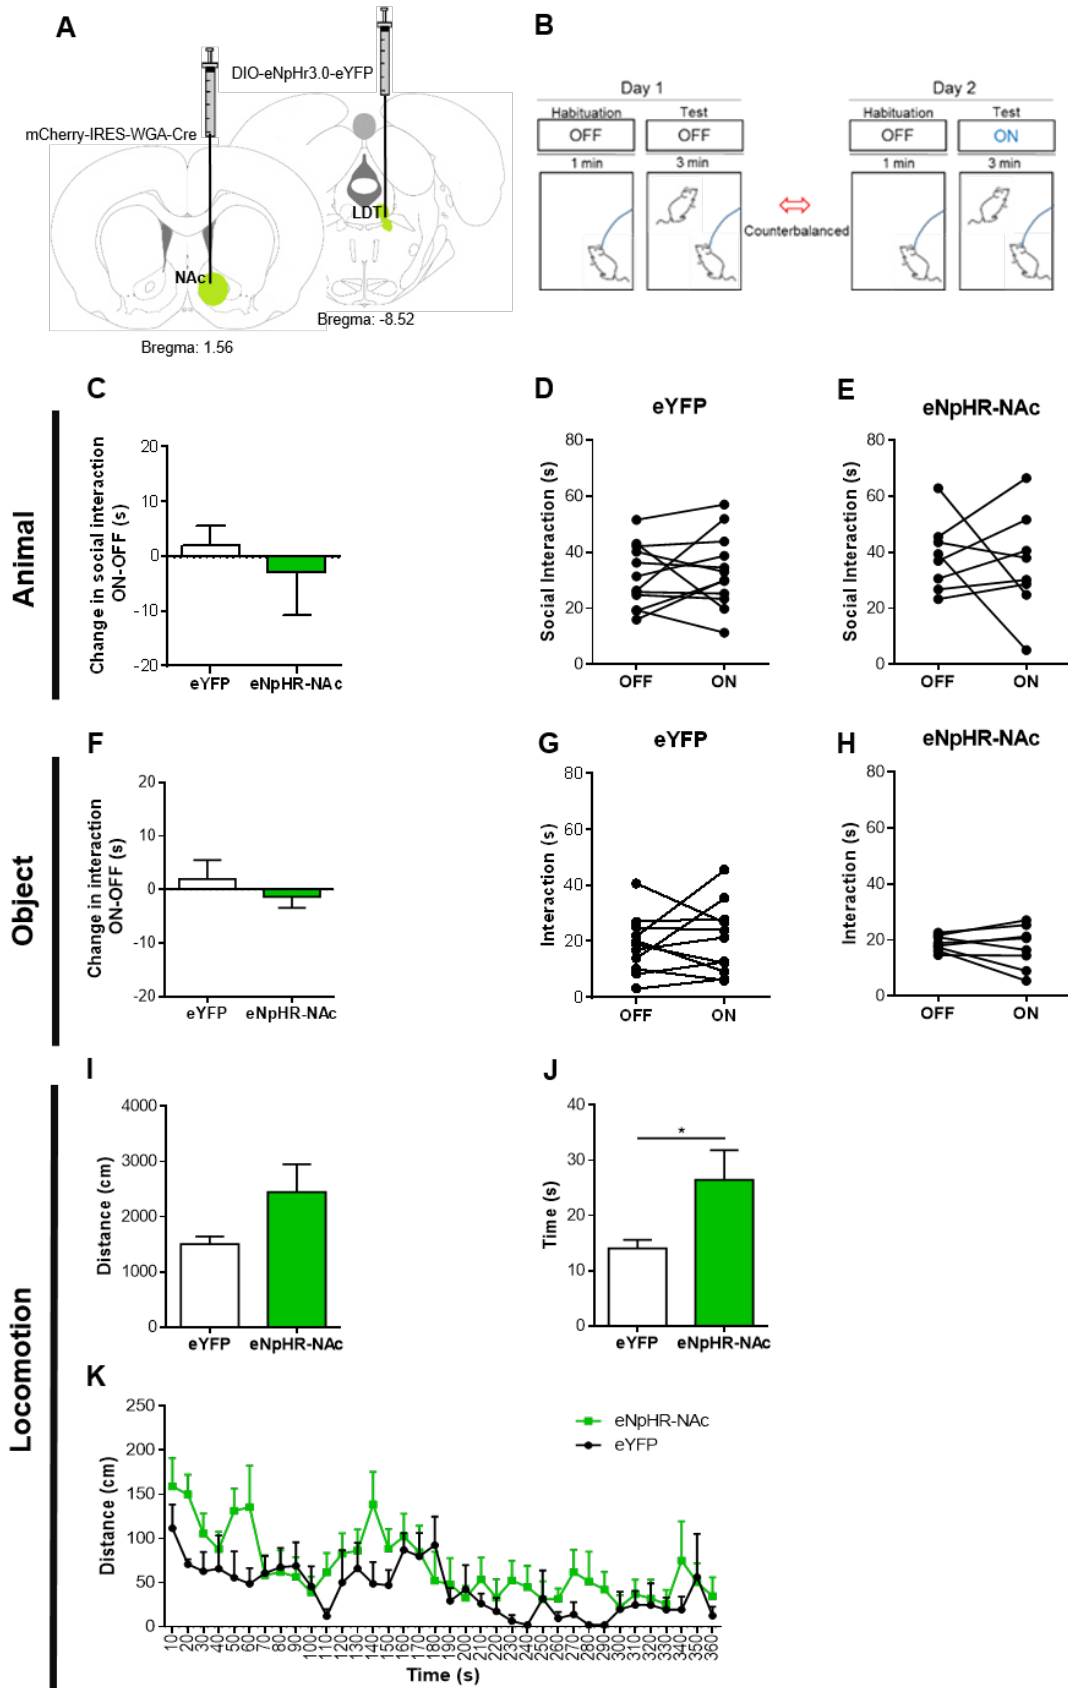 A
DIO-eNpHr3.0-eYFP
mCherry-IRES-WGA-Cre
LDT
NAc
Bregma: -8.52
Bregma: 1.56
B
Day 1
Day 2
Habituation
Test
Habituation
Test
OFF
OFF
OFF
ON
1 min
3 min
1 min
3 min
Counterbalanced
Animal
C
Change in social interaction
ON-OFF (s)
20
10
0
-10
-20
eYFP
eNpHR-NAc
D
eYFP
Social Interaction (s)
80
60
40
20
0
OFF
ON
E
eNpHR-NAc
Social Interaction (s)
80
60
40
20
0
OFF
ON
Object
F
Change in interaction
ON-OFF (s)
20
10
0
-10
-20
eYFP
eNpHR-NAc
G
eYFP
Interaction (s)
80
60
40
20
0
OFF
ON
H
eNpHR-NAc
Interaction (s)
80
60
40
20
0
OFF
ON
Locomotion
I
Distance (cm)
4000
3000
2000
1000
0
eYFP
eNpHR-NAc
J
Time (s)
40
30
20
10
0
*
eYFP
eNpHR-NAc
K
Distance (cm)
250
200
150
100
50
0
eNpHR-NAc
eYFP
10 20 30 40 50 60 70 80 90 100 110 120 130 140 150 160 170 180 190 200 210 220 230 240 250 260 270 280 290 300 310 320 330 340 350 360
Time (s)